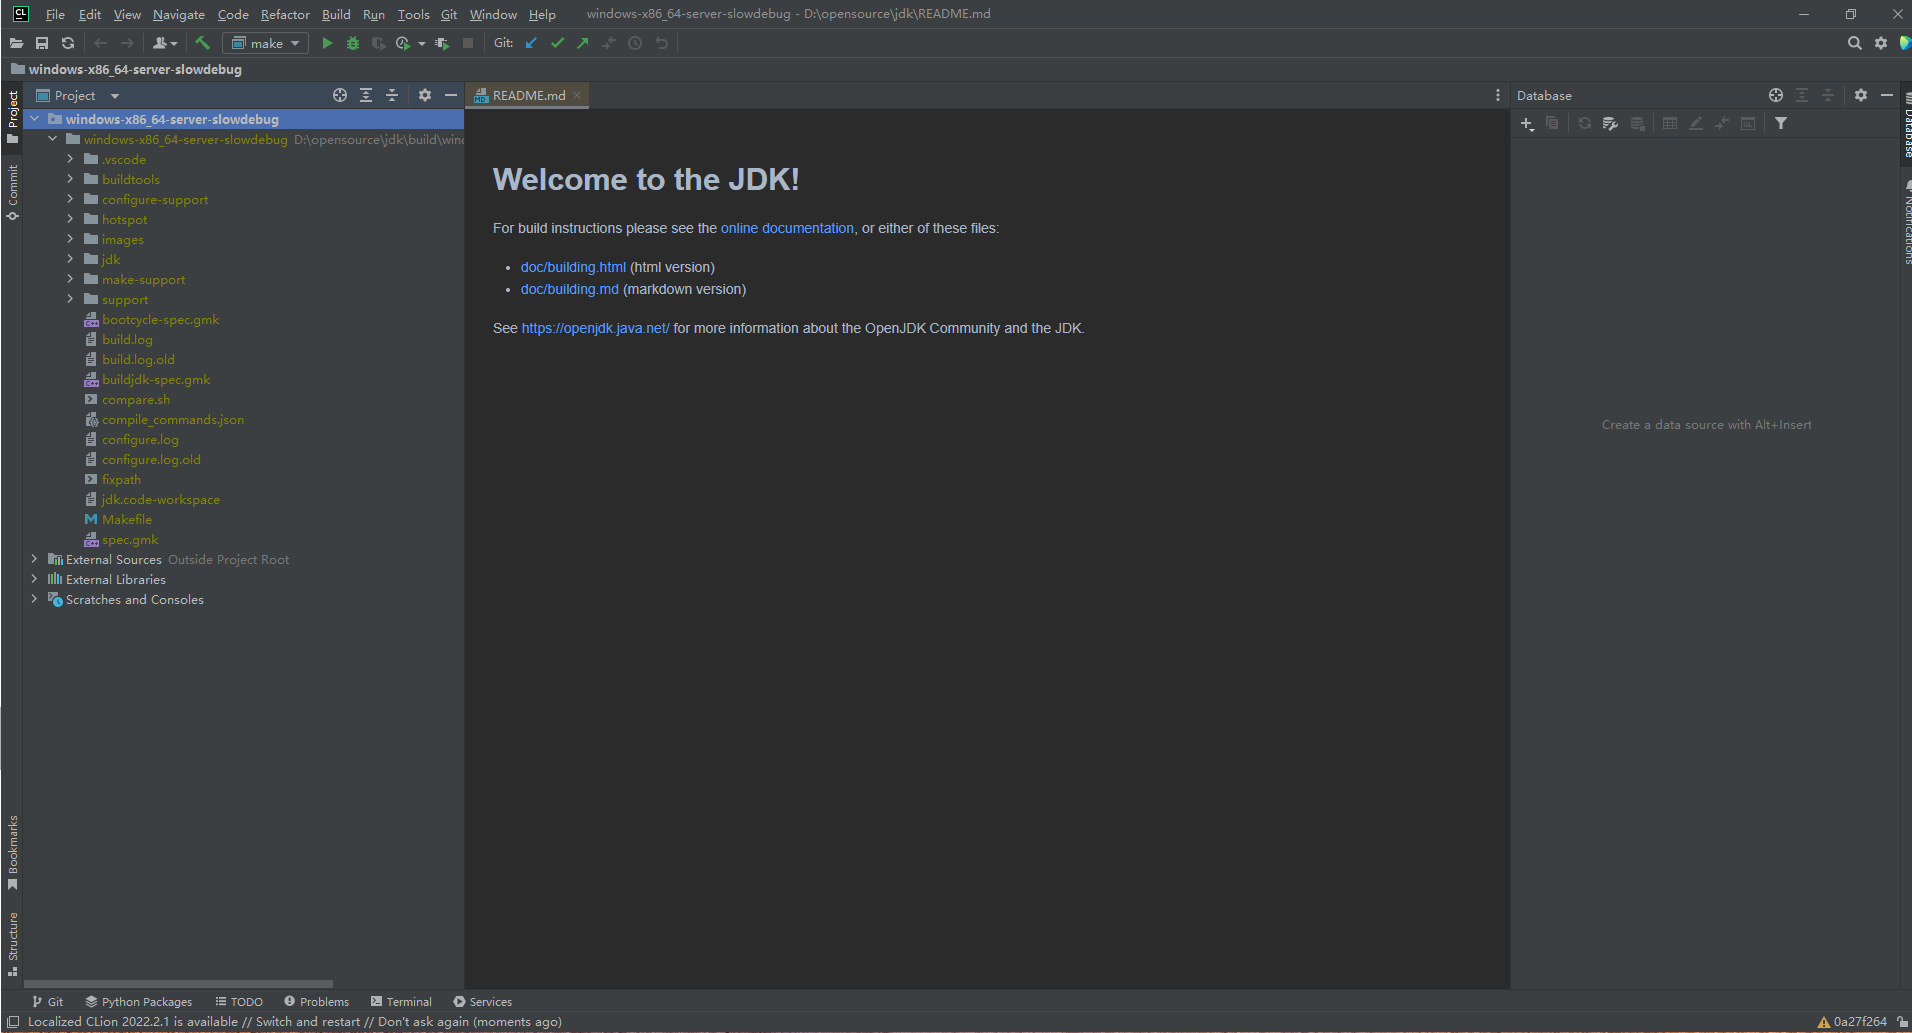 CL File Edit View Navigate Code Refactor Build Run Tools Git Window Help windows-x86_64-server-slowdebug - D:\opensource\jdk\README.md
make Git:
windows-x86_64-server-slowdebug
Project
Commit
Bookmarks
Structure
Project
windows-x86_64-server-slowdebug
windows-x86_64-server-slowdebug D:\opensource\jdk\build\wind
.vscode
buildtools
configure-support
hotspot
images
jdk
make-support
support
bootcycle-spec.gmk
build.log
build.log.old
buildjdk-spec.gmk
compare.sh
compile_commands.json
configure.log
configure.log.old
fixpath
jdk.code-workspace
Makefile
spec.gmk
External Sources Outside Project Root
External Libraries
Scratches and Consoles
README.md
Welcome to the JDK!
For build instructions please see the online documentation, or either of these files:
• doc/building.html (html version)
• doc/building.md (markdown version)
See https://openjdk.java.net/ for more information about the OpenJDK Community and the JDK.
Database
Create a data source with Alt+Insert
Database
Notifications
Git Python Packages TODO Problems Terminal Services
Localized CLion 2022.2.1 is available // Switch and restart // Don't ask again (moments ago) 0a27f264